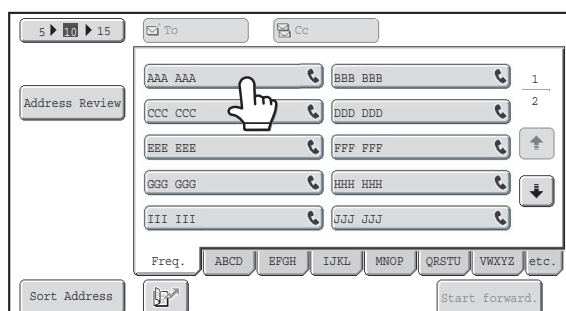 5 10 15
To
Cc
AAA AAA
BBB BBB
1
Address Review
CCC CCC
DDD DDD
2
EEE EEE
FFF FFF
GGG GGG
HHH HHH
III III
JJJ JJJ
Freq.
ABCD
EFGH
IJKL
MNOP
QRSTU
VWXYZ
etc.
Sort Address
Start forward.